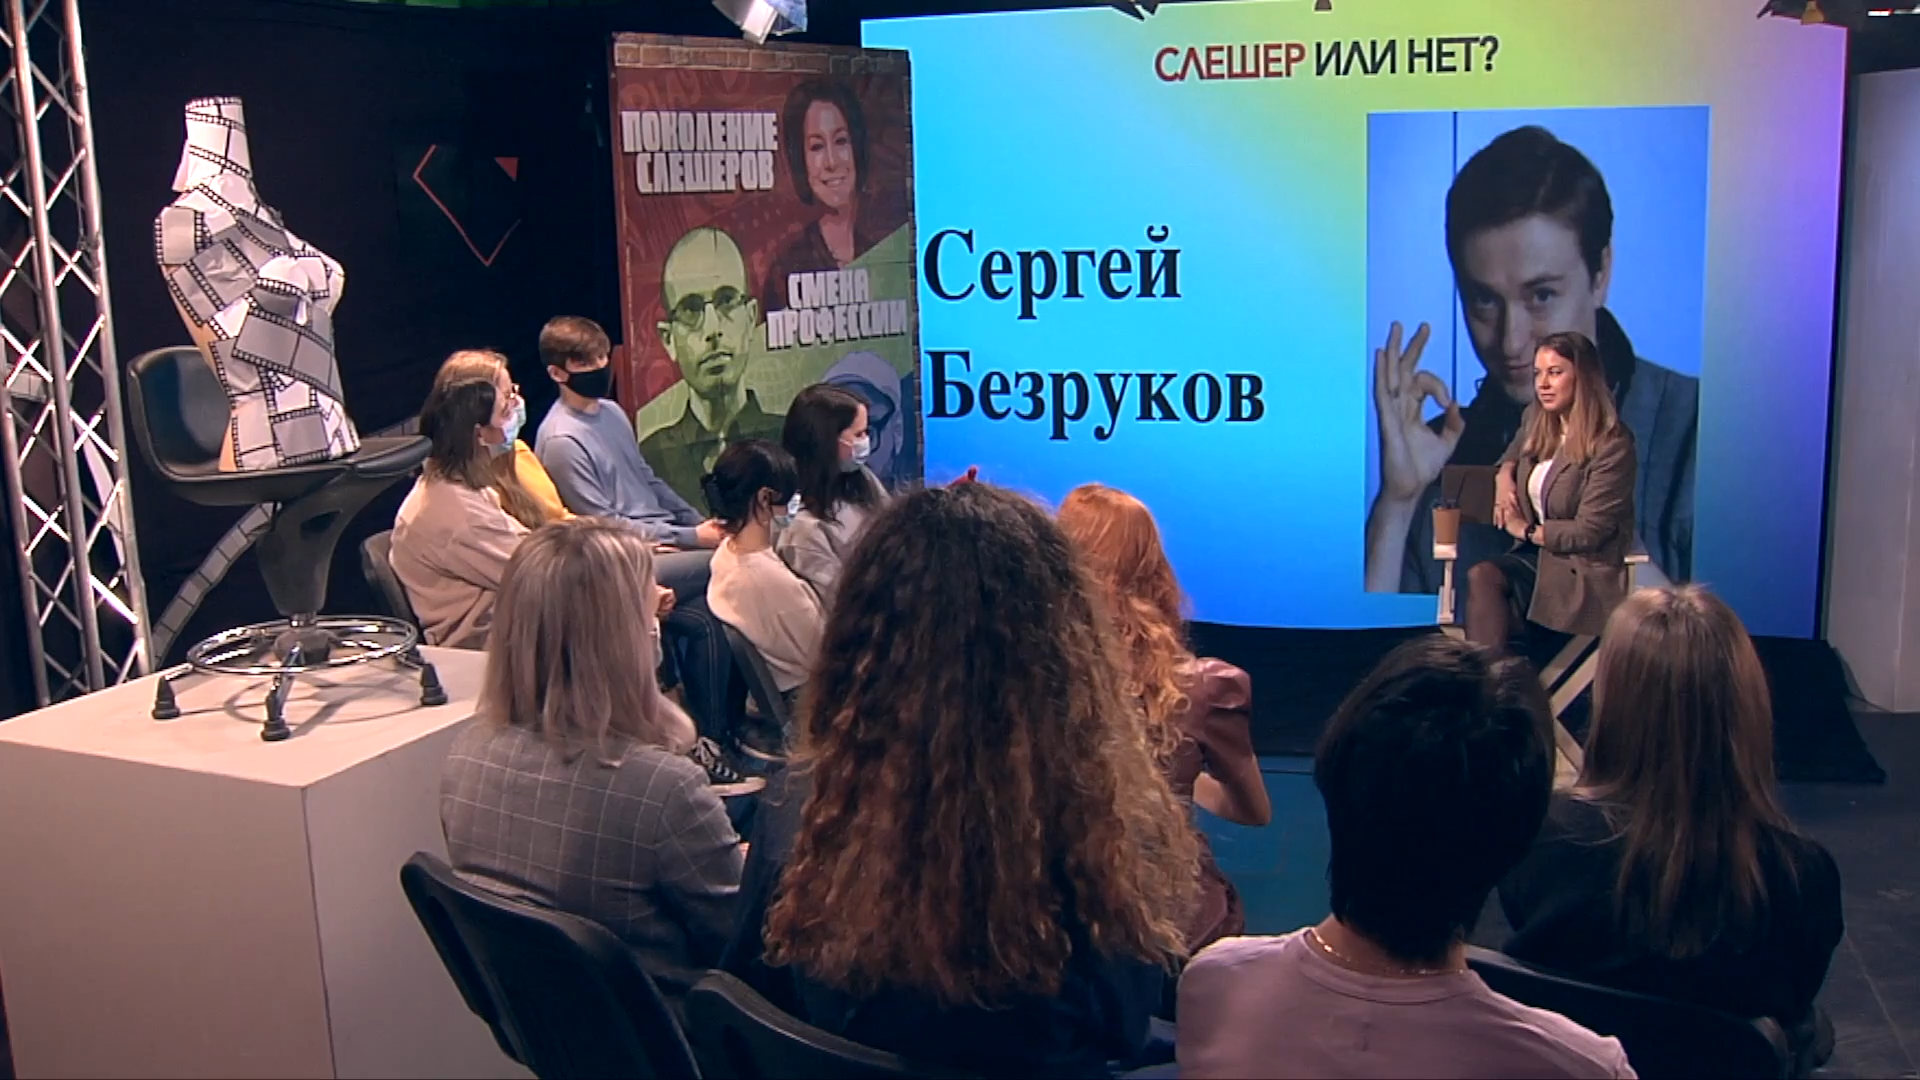 СЛЕШЕР ИЛИ НЕТ?
ПОКОЛЕНИЕ
СЛЕШЕРОВ
СМЕНА
ПРОФЕССИИ
Сергей
Безруков